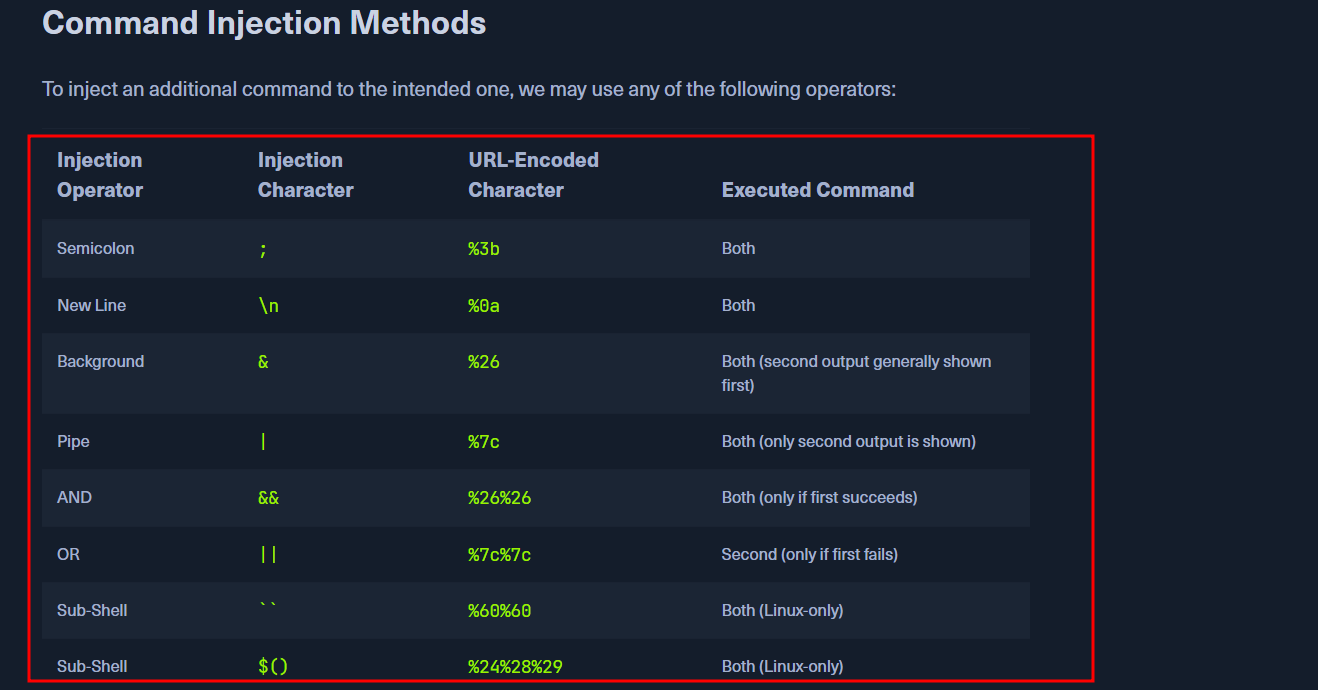 Command Injection Methods
To inject an additional command to the intended one, we may use any of the following operators:
Injection Operator Injection Character URL-Encoded Character Executed Command
Semicolon ; %3b Both
New Line \n %0a Both
Background & %26 Both (second output generally shown
first)
Pipe | %7c Both (only second output is shown)
AND && %26%26 Both (only if first succeeds)
OR || %7c%7c Second (only if first fails)
Sub-Shell `` %60%60 Both (Linux-only)
Sub-Shell $() %24%28%29 Both (Linux-only)